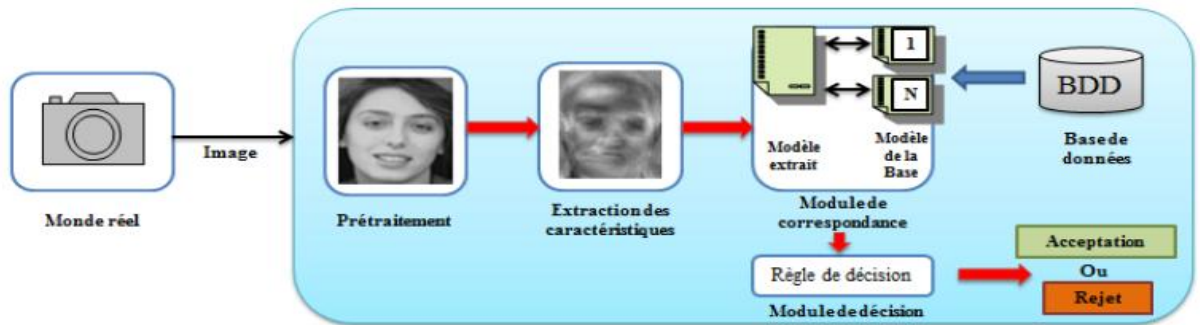 Monde réel
Image
Prétraitement
Extraction des
caractéristiques
Modèle
extrait
1
N
Modèle
de la
Base
Module de
correspondance
BDD
Base de
données
Règle de décision
Module de décision
Acceptation
Ou
Rejet